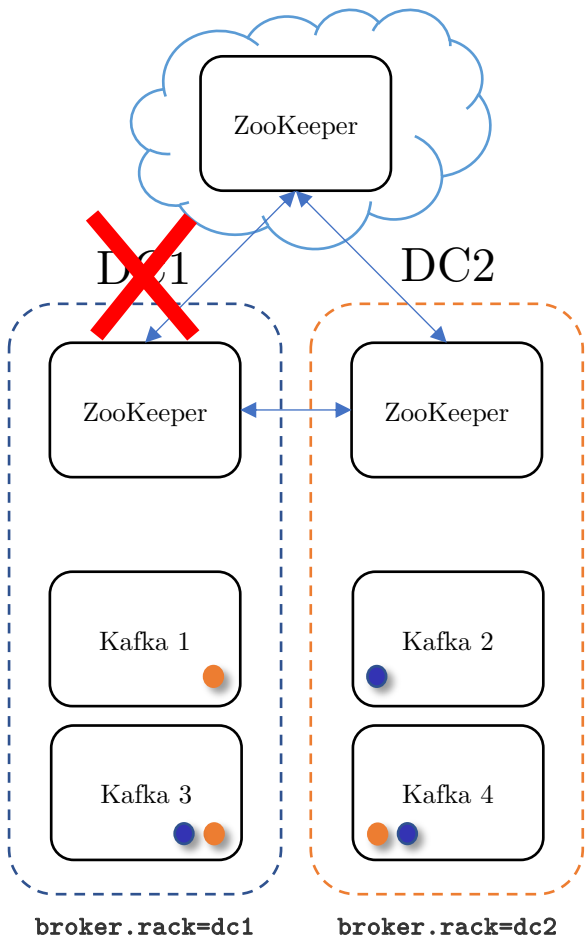 ZooKeeper
DC1
DC2
ZooKeeper
ZooKeeper
Kafka 1
Kafka 2
Kafka 3
Kafka 4
broker.rack=dc1
broker.rack=dc2